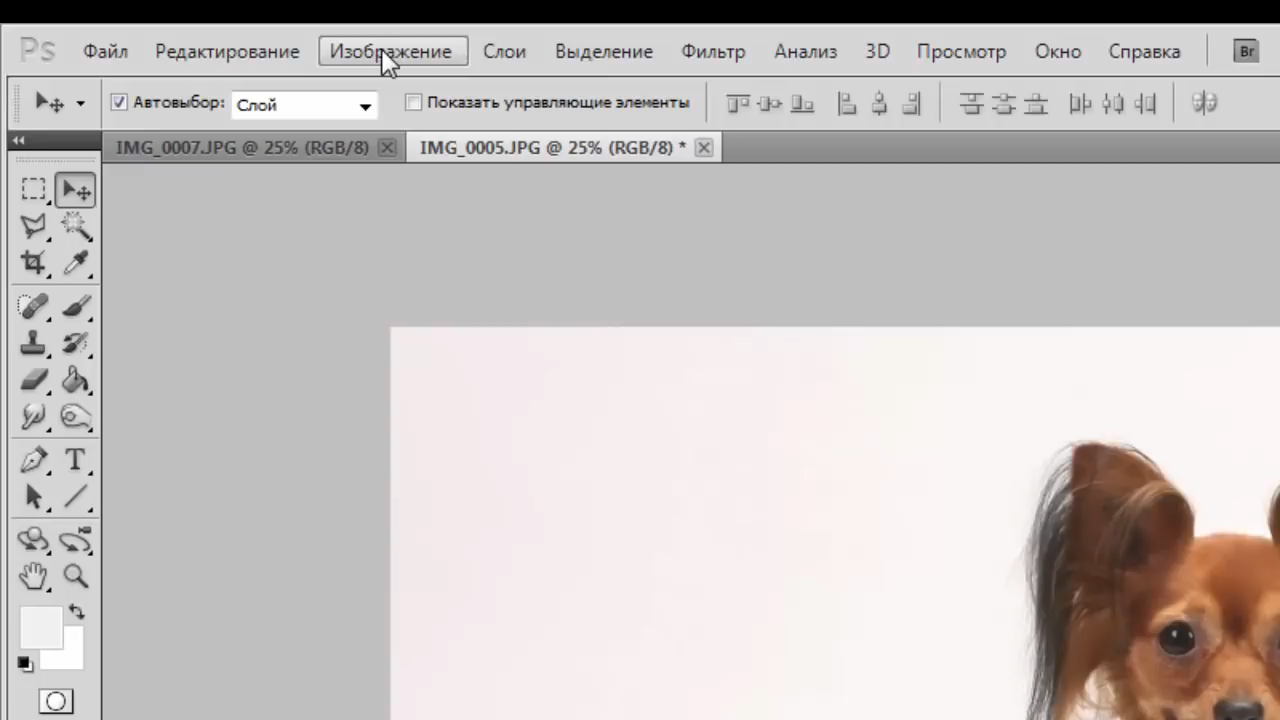 Ps Файл Редактирование Изображение Слои Выделение Фильтр Анализ 3D Просмотр Окно Справка Br
Автовыбор: Слой Показать управляющие элементы
IMG_0007.JPG @ 25% (RGB/8) IMG_0005.JPG @ 25% (RGB/8) *
T